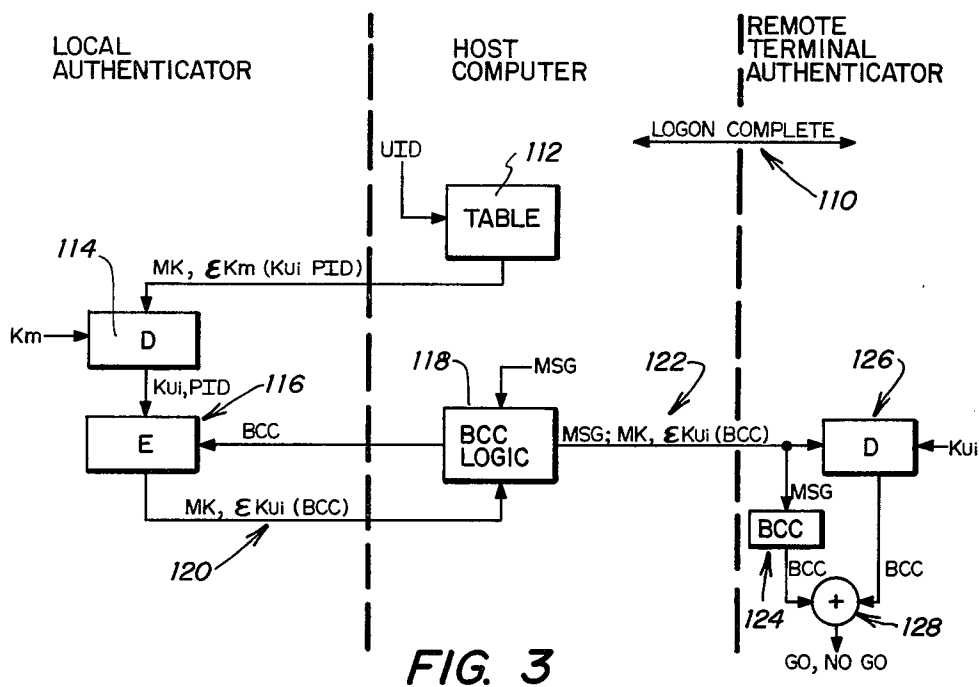 LOCAL
AUTHENTICATOR
HOST
COMPUTER
REMOTE
TERMINAL
AUTHENTICATOR
LOGON COMPLETE
110
UID
112
TABLE
114
MK, εKm (Kui PID)
Km
D
Kui, PID
116
E
BCC
118
MSG
BCC
LOGIC
122
MSG; MK, εKui (BCC)
126
D
Kui
MK, εKui (BCC)
120
MSG
BCC
124
BCC
BCC
+
128
GO, NO GO
FIG. 3